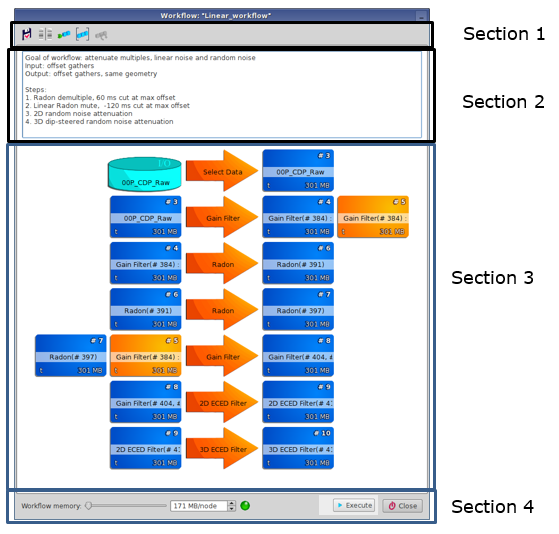 Workflow: "Linear_workflow"
Section 1
Goal of workflow: attenuate multiples, linear noise and random noise
Input: offset gathers
Output: offset gathers, same geometry
Steps:
1. Radon demultiple, 60 ms cut at max offset
2. Linear Radon mute, -120 ms cut at max offset
3. 2D random noise attenuation
4. 3D dip-steered random noise attenuation
Section 2
I/O
00P_CDP_Raw
Select Data
# 3
00P_CDP_Raw
t 301 MB
# 3
00P_CDP_Raw
t 301 MB
Gain Filter
# 4
Gain Filter(# 384) :
t 301 MB
# 5
Gain Filter(# 384) :
t 301 MB
# 4
Gain Filter(# 384) :
t 301 MB
Radon
# 6
Radon(# 391)
t 301 MB
Section 3
# 6
Radon(# 391)
t 301 MB
Radon
# 7
Radon(# 397)
t 301 MB
# 7
Radon(# 397)
t 301 MB
# 5
Gain Filter(# 384) :
t 301 MB
Gain Filter
# 8
Gain Filter(# 404, #
t 301 MB
# 8
Gain Filter(# 404, #
t 301 MB
2D ECED Filter
# 9
2D ECED Filter(# 41
t 301 MB
# 9
2D ECED Filter(# 41
t 301 MB
3D ECED Filter
# 10
3D ECED Filter(# 41
t 301 MB
Workflow memory:
171 MB/node
Execute
Close
Section 4